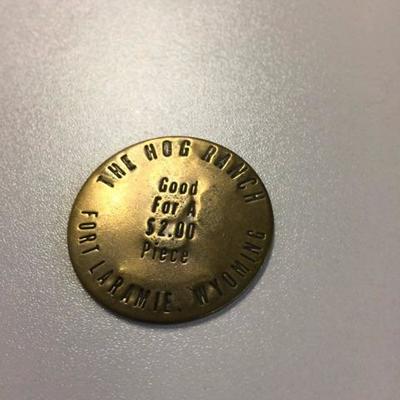 THE HOG RANCH
Good
For A
$2.00
Piece
FORT LARAMIE, WYOMING